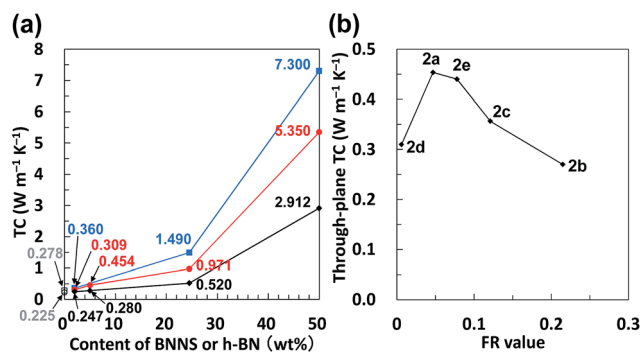 (a)
TC (W m⁻¹ K⁻¹)
8
7
6
5
4
3
2
1
0
7.300
5.350
2.912
1.490
0.971
0.520
0.360
0.309
0.454
0.278
0.225
0.247
0.280
0 10 20 30 40 50
Content of BNNS or h-BN (wt%)
(b)
Through-plane TC (W m⁻¹ K⁻¹)
0.5
0.4
0.3
0.2
0.1
0.0
2a
2e
2c
2d
2b
0 0.1 0.2 0.3
FR value